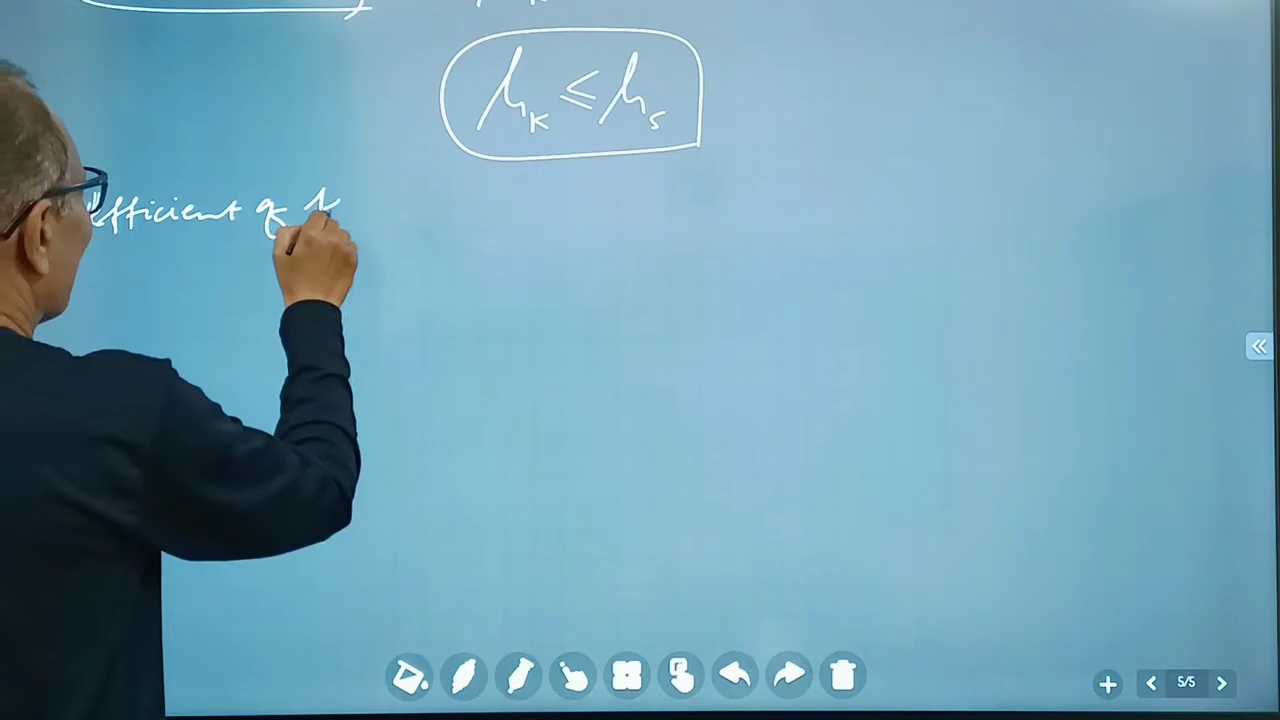 μₖ ≤ μₛ
efficient of
5/5